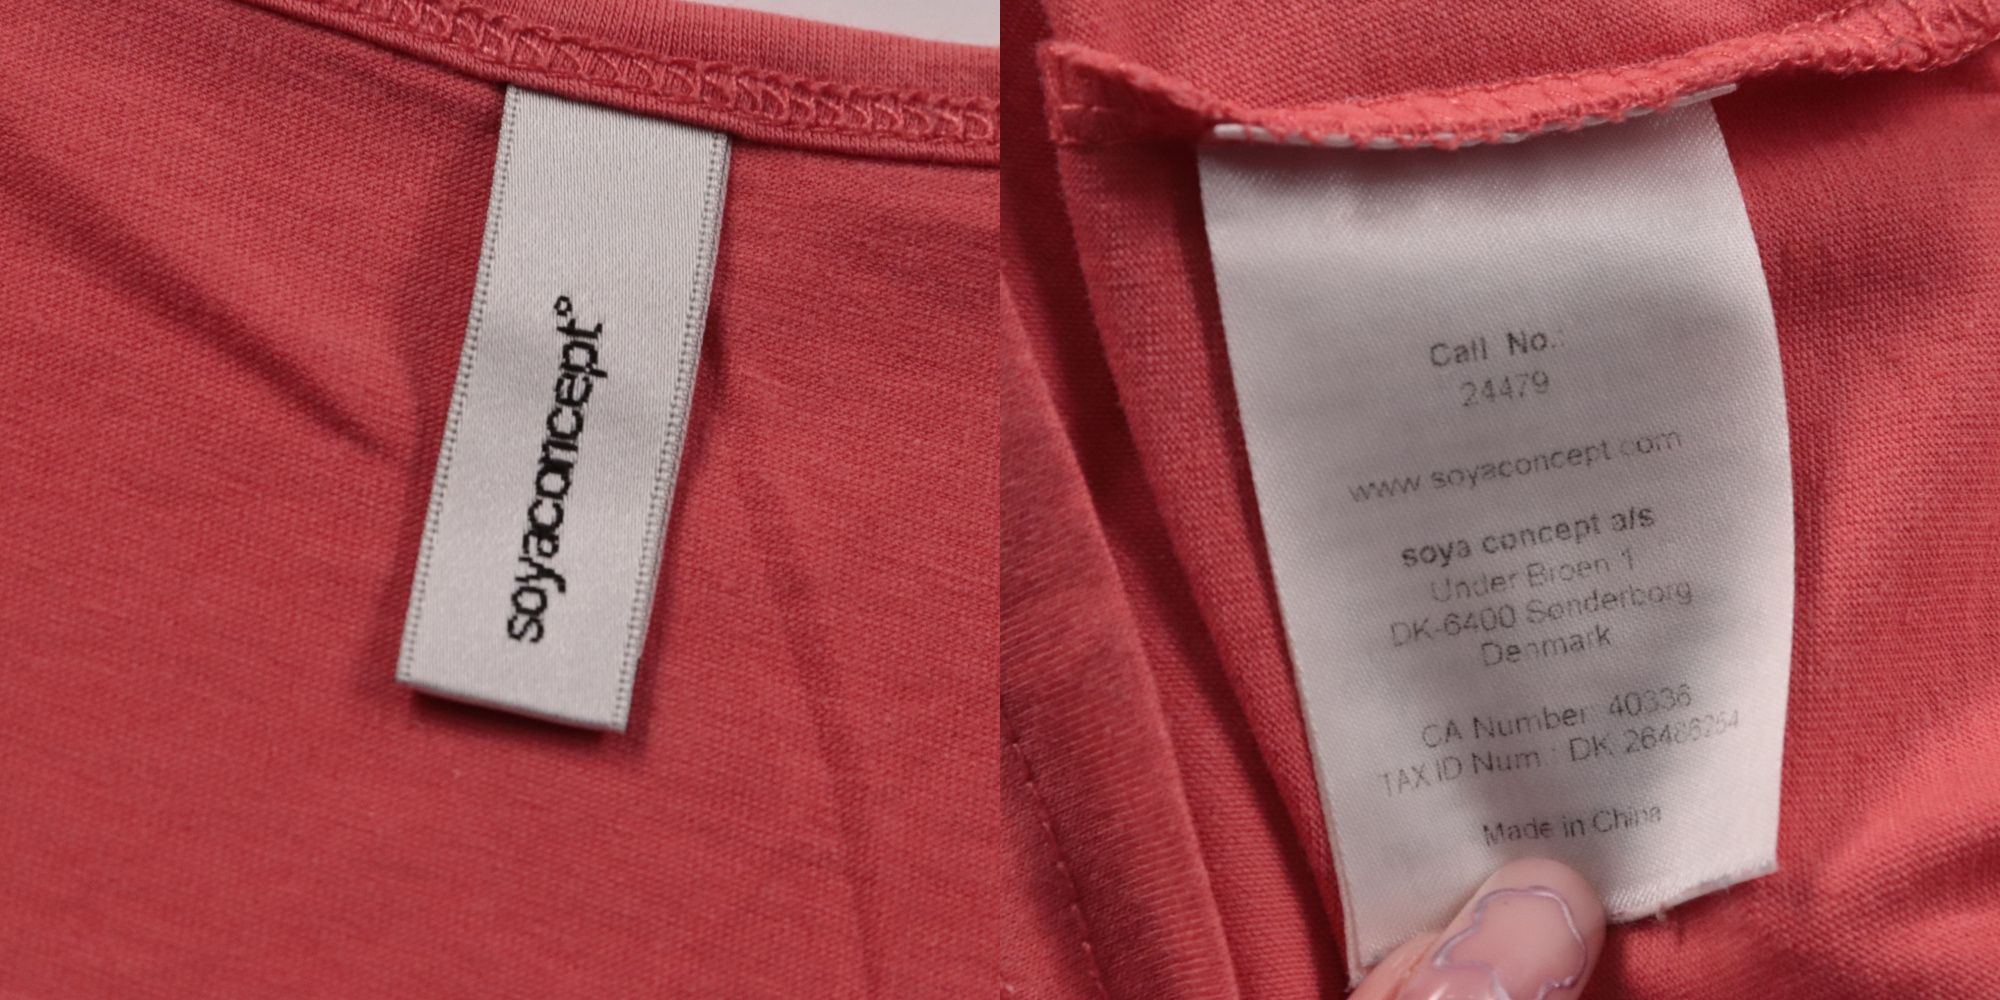 soyaconcept°
Call No.:
24479
www.soyaconcept.com
soya concept a/s
Under Broen 1
DK-6400 Sønderborg
Denmark
CA Number: 40336
TAX ID Num.: DK 26486254
Made in China